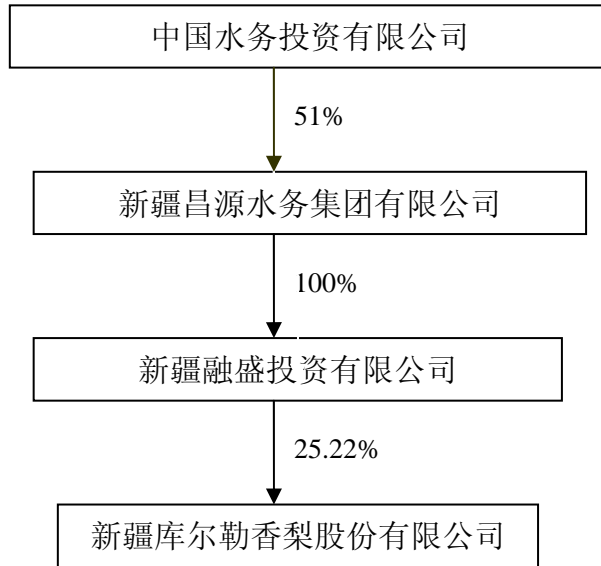 中国水务投资有限公司
51%
新疆昌源水务集团有限公司
100%
新疆融盛投资有限公司
25.22%
新疆库尔勒香梨股份有限公司